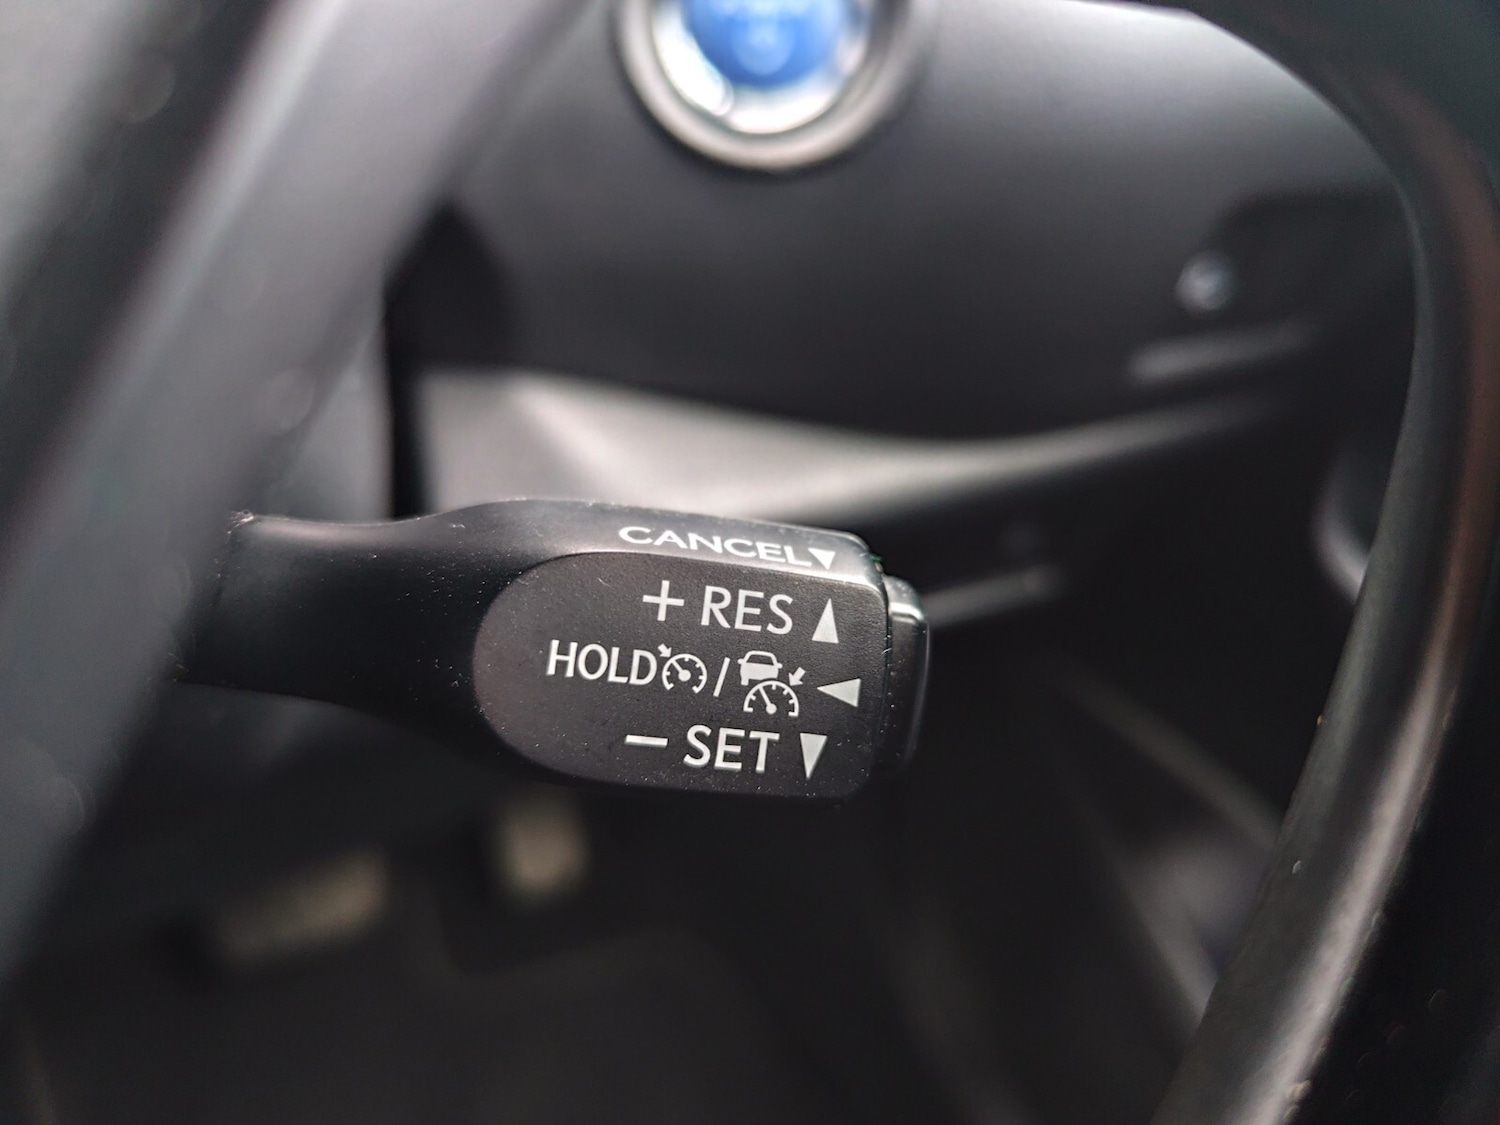 CANCEL▼
+ RES ▲
HOLD / ◀
− SET ▼